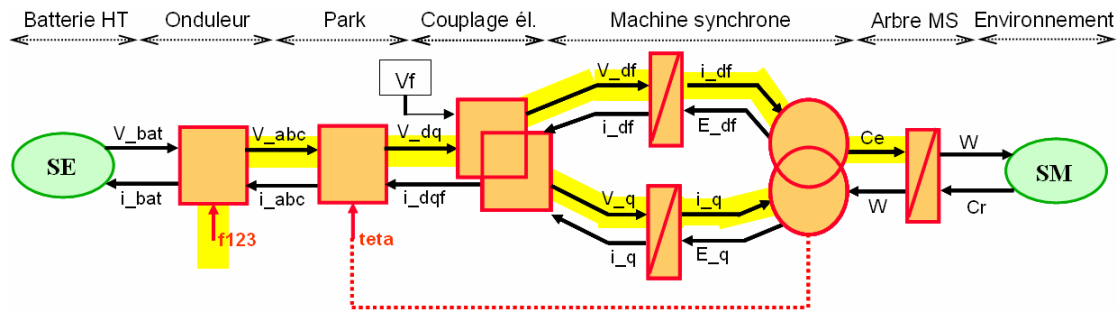 Batterie HT Onduleur Park Couplage él. Machine synchrone Arbre MS Environnement
Vf
V_df i_df
i_df E_df
V_bat V_abc V_dq Ce W
SE SM
i_bat i_abc i_dqf W Cr
V_q i_q
f123 teta
i_q E_q